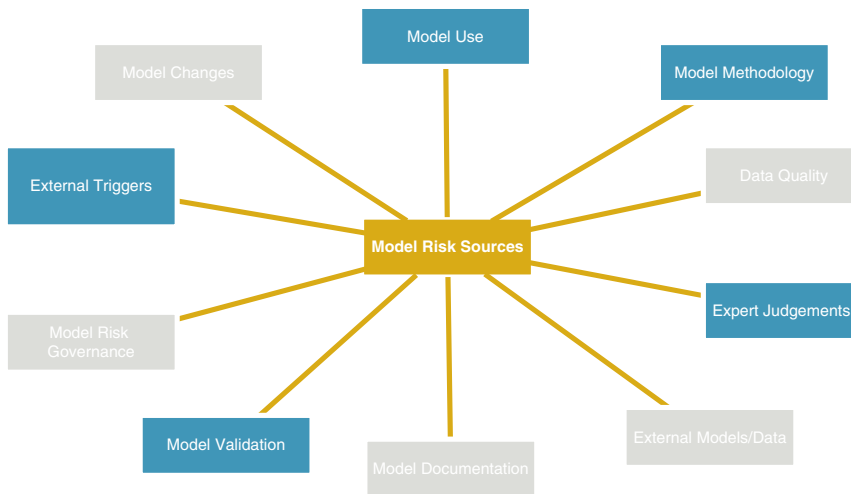 Model Use
Model Changes
Model Methodology
External Triggers
Data Quality
Model Risk Sources
Expert Judgements
Model Risk
Governance
Model Validation
External Models/Data
Model Documentation